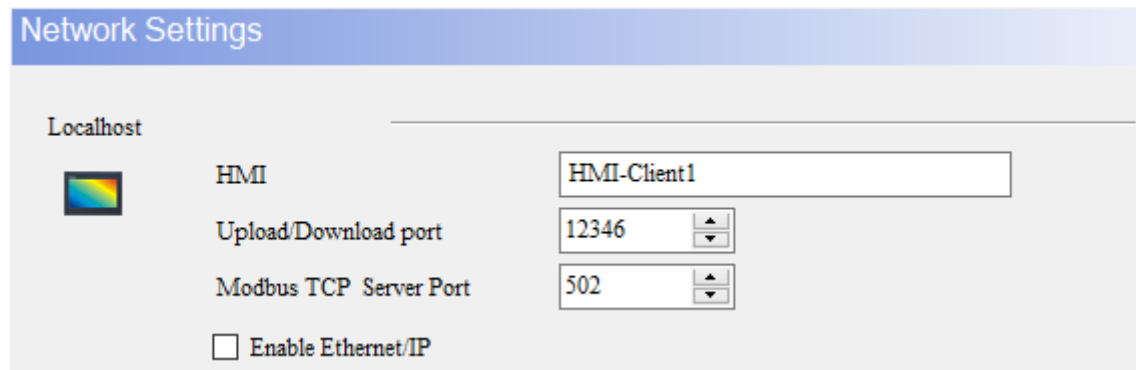 Network Settings
Localhost
HMI HMI-Client1
Upload/Download port 12346
Modbus TCP Server Port 502
Enable Ethernet/IP